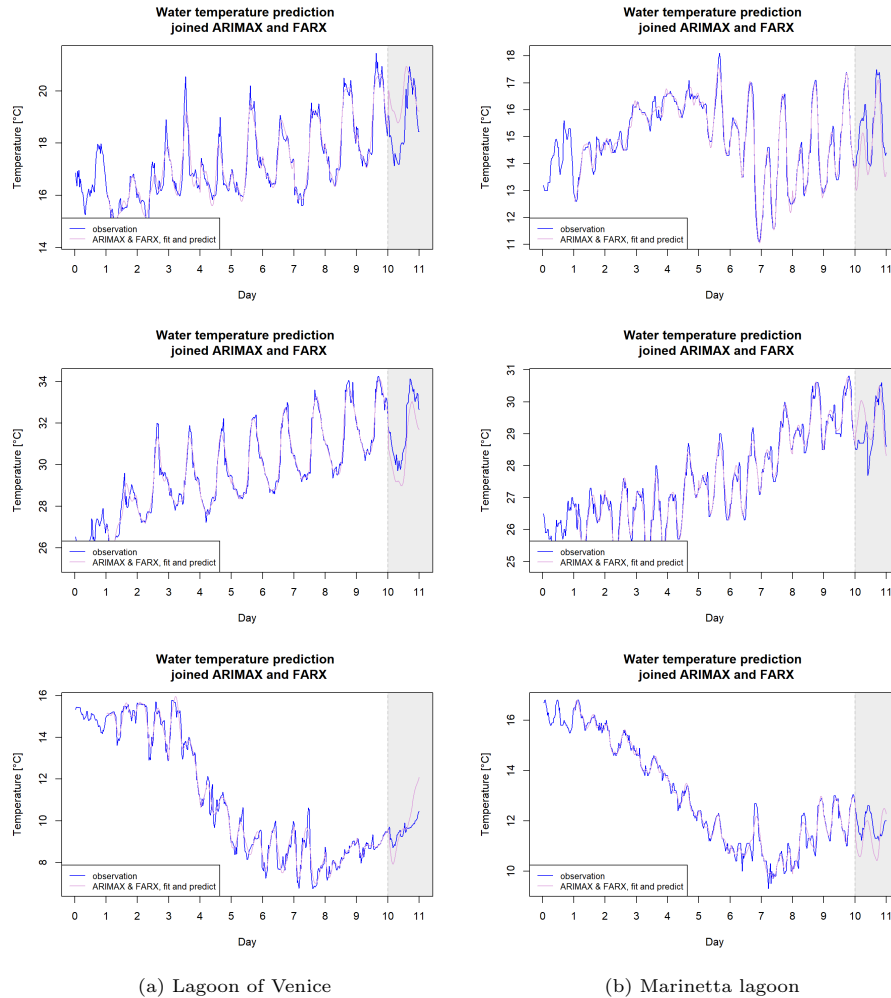 Water temperature prediction
joined ARIMAX and FARX
Temperature [°C]
20
18
16
14
observation
ARIMAX & FARX, fit and predict
0 1 2 3 4 5 6 7 8 9 10 11
Day
Water temperature prediction
joined ARIMAX and FARX
Temperature [°C]
18
17
16
15
14
13
12
11
observation
ARIMAX & FARX, fit and predict
0 1 2 3 4 5 6 7 8 9 10 11
Day
Water temperature prediction
joined ARIMAX and FARX
Temperature [°C]
34
32
30
28
26
observation
ARIMAX & FARX, fit and predict
0 1 2 3 4 5 6 7 8 9 10 11
Day
Water temperature prediction
joined ARIMAX and FARX
Temperature [°C]
31
30
29
28
27
26
25
observation
ARIMAX & FARX, fit and predict
0 1 2 3 4 5 6 7 8 9 10 11
Day
Water temperature prediction
joined ARIMAX and FARX
Temperature [°C]
16
14
12
10
8
observation
ARIMAX & FARX, fit and predict
0 1 2 3 4 5 6 7 8 9 10 11
Day
Water temperature prediction
joined ARIMAX and FARX
Temperature [°C]
16
14
12
10
observation
ARIMAX & FARX, fit and predict
0 1 2 3 4 5 6 7 8 9 10 11
Day
(a) Lagoon of Venice
(b) Marinetta lagoon